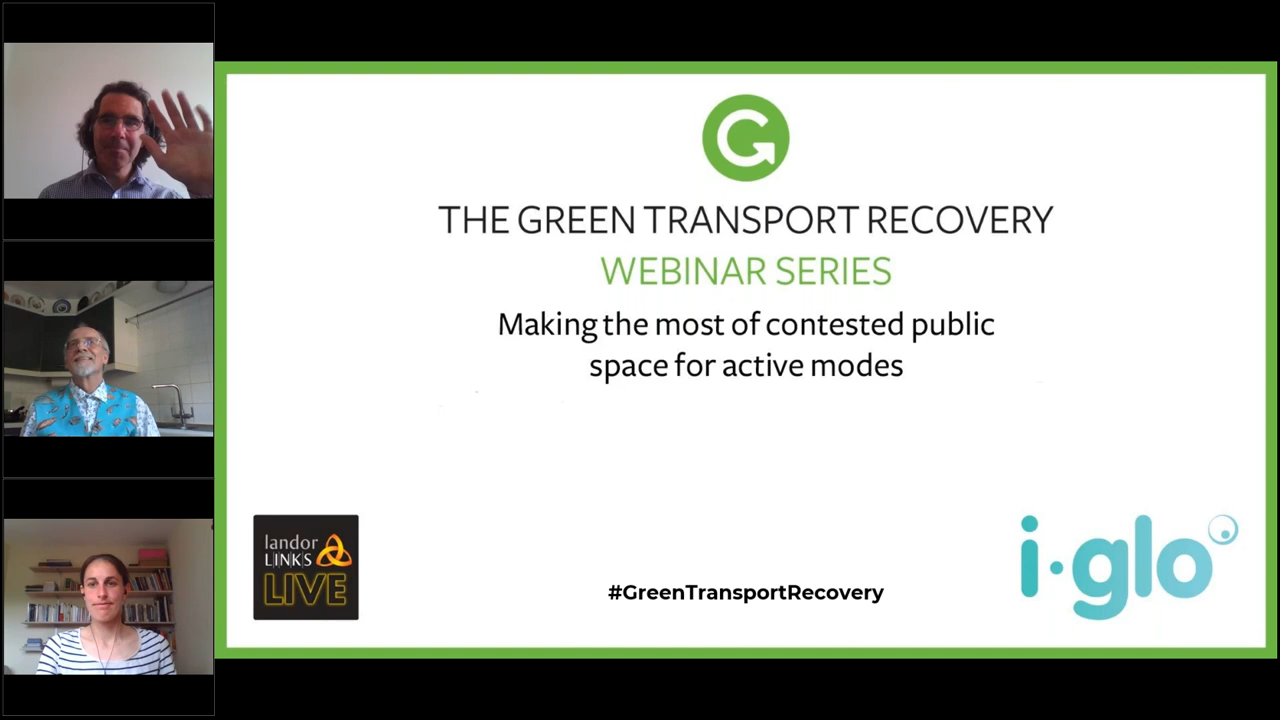 THE GREEN TRANSPORT RECOVERY
WEBINAR SERIES
Making the most of contested public
space for active modes
landor
LINKS
LIVE
#GreenTransportRecovery
i·glo